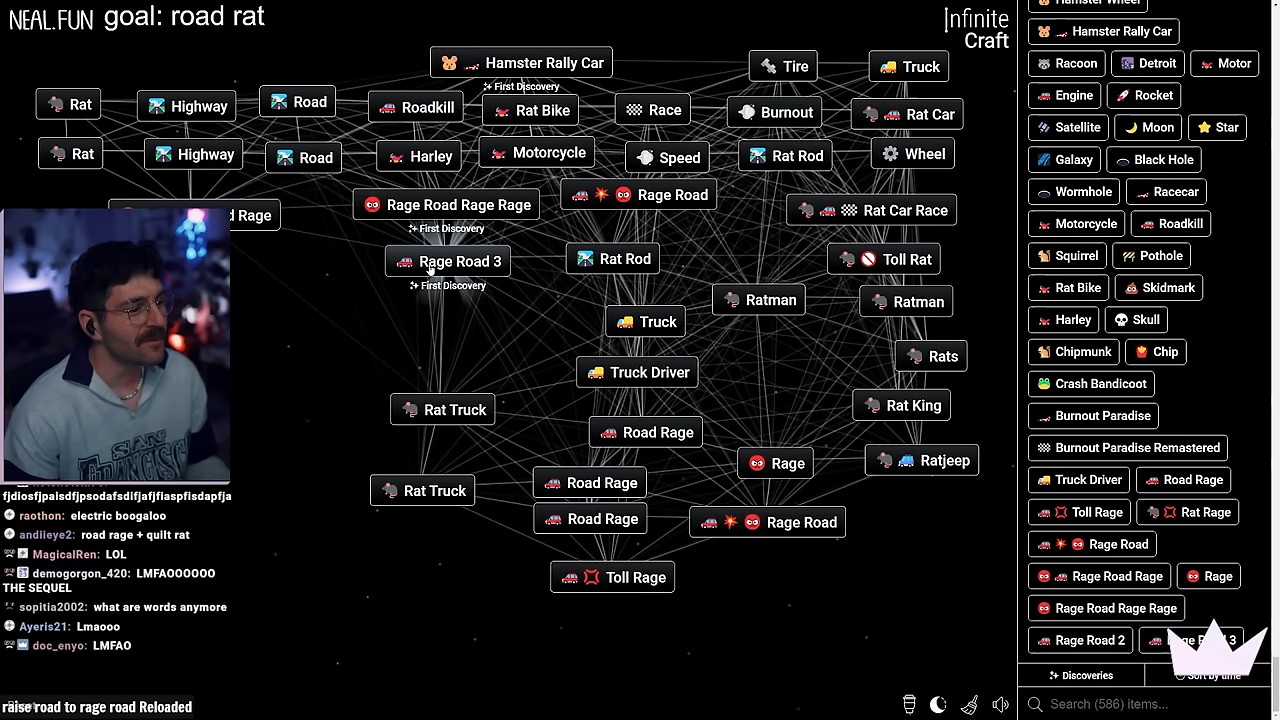 NEAL.FUN goal: road rat
Infinite
Craft
Hamster Rally Car
First Discovery
Tire
Truck
Rat
Highway
Road
Roadkill
Rat Bike
Race
Burnout
Rat Car
Rat
Highway
Road
Harley
Motorcycle
Speed
Rat Rod
Wheel
d Rage
Rage Road Rage Rage
First Discovery
Rage Road
Rat Car Race
Rage Road 3
First Discovery
Rat Rod
Toll Rat
Ratman
Ratman
Truck
Rats
Truck Driver
Rat Truck
Rat King
Road Rage
Rage
Ratjeep
Rat Truck
Road Rage
Road Rage
Rage Road
Toll Rage
Hamster Wheel
Hamster Rally Car
Racoon
Detroit
Motor
Engine
Rocket
Satellite
Moon
Star
Galaxy
Black Hole
Wormhole
Racecar
Motorcycle
Roadkill
Squirrel
Pothole
Rat Bike
Skidmark
Harley
Skull
Chipmunk
Chip
Crash Bandicoot
Burnout Paradise
Burnout Paradise Remastered
Truck Driver
Road Rage
Toll Rage
Rat Rage
Rage Road
Rage Road Rage
Rage
Rage Road Rage Rage
Rage Road 2
Discoveries
Sort by time
Search (586) items...
SAN
raothon: electric boogaloo
andiieye2: road rage + quilt rat
MagicalRen: LOL
demogorgon_420: LMFAOOOOOO
THE SEQUEL
sopitia2002: what are words anymore
Ayeris21: Lmaooo
doc_enyo: LMFAO
raise road to rage road Reloaded